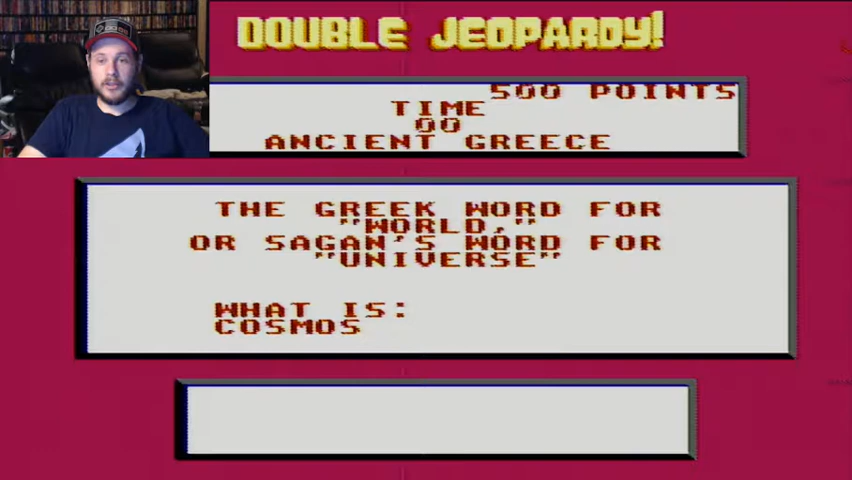 DOUBLE JEOPARDY!
500 POINTS
TIME
00
ANCIENT GREECE
THE GREEK WORD FOR
"WORLD,"
OR SAGAN'S WORD FOR
"UNIVERSE"
WHAT IS:
COSMOS